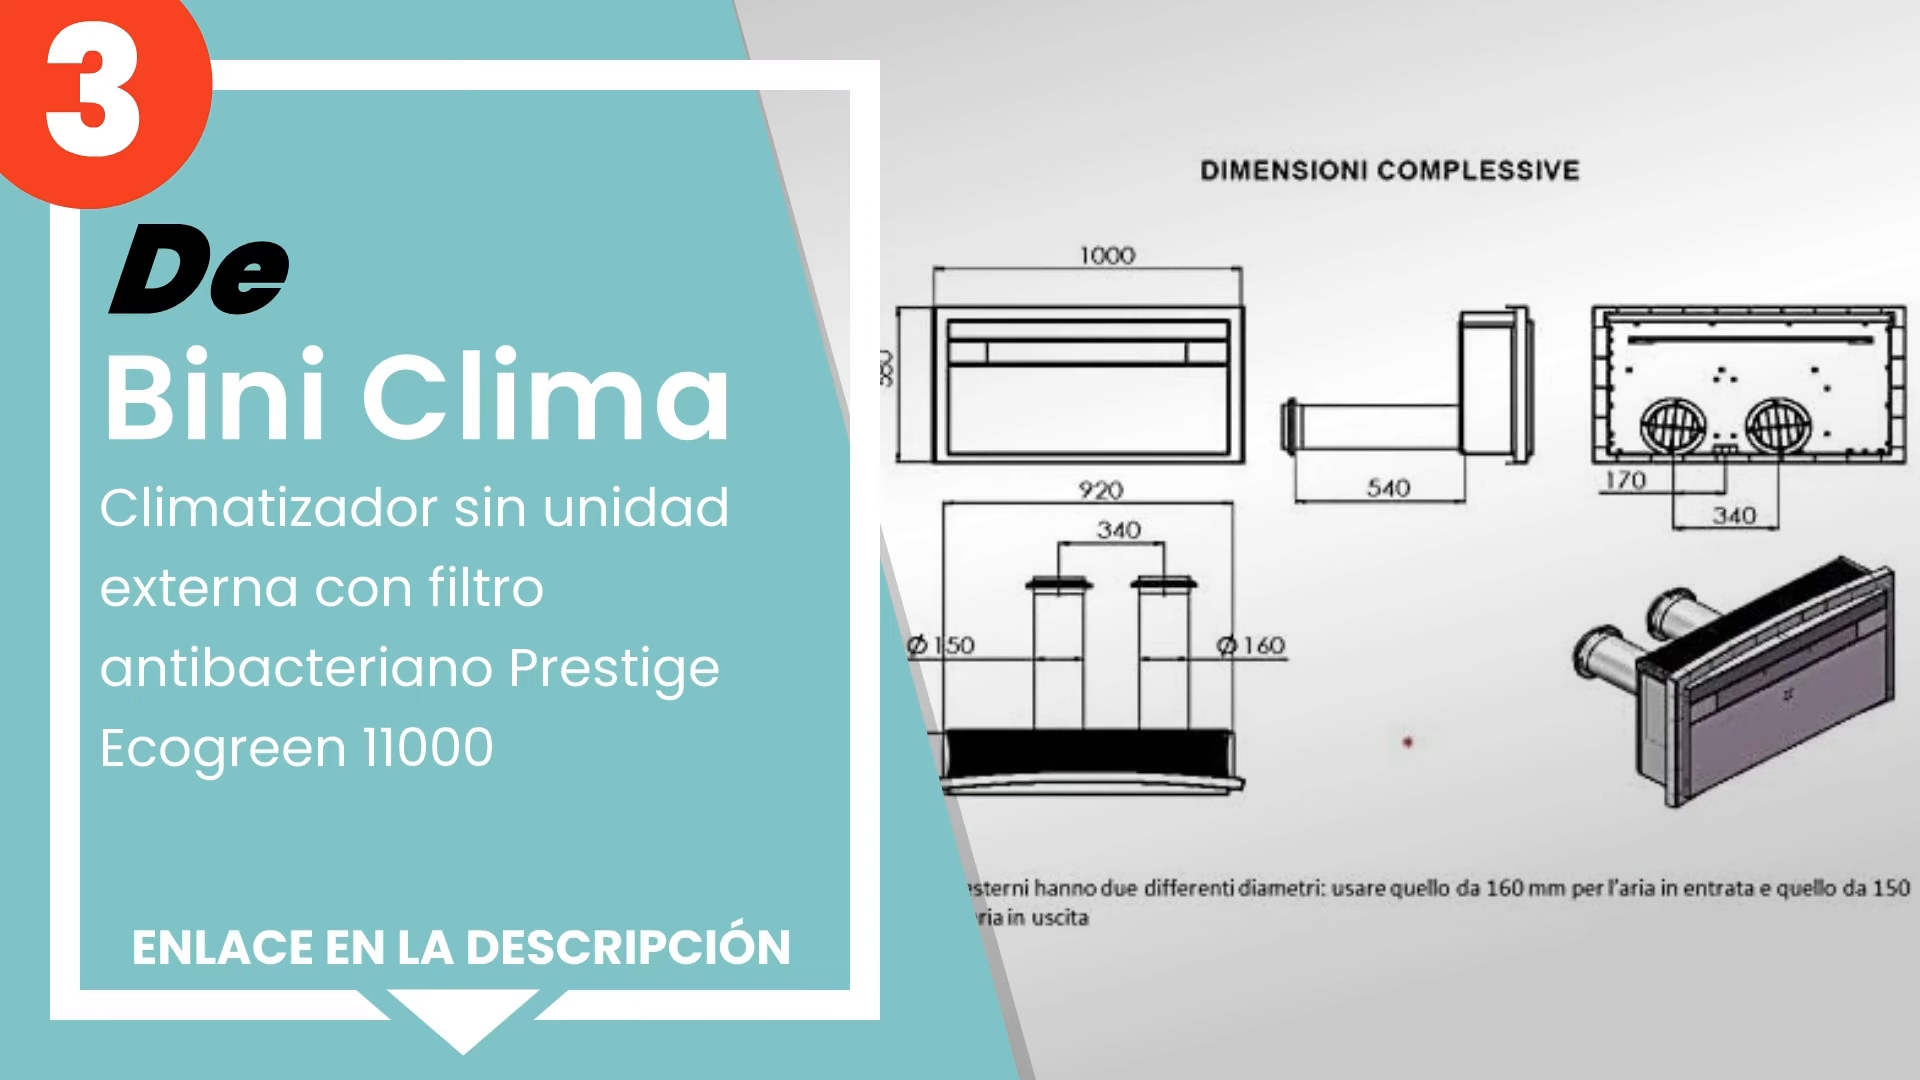 3
De
Bini Clima
Climatizador sin unidad
externa con filtro
antibacteriano Prestige
Ecogreen 11000
ENLACE EN LA DESCRIPCIÓN
DIMENSIONI COMPLESSIVE
1000
920
340
Ø 150
Ø 160
540
170
340
hanno due differenti diametri: usare quello da 160 mm per l'aria in entrata e quello da 150
in uscita